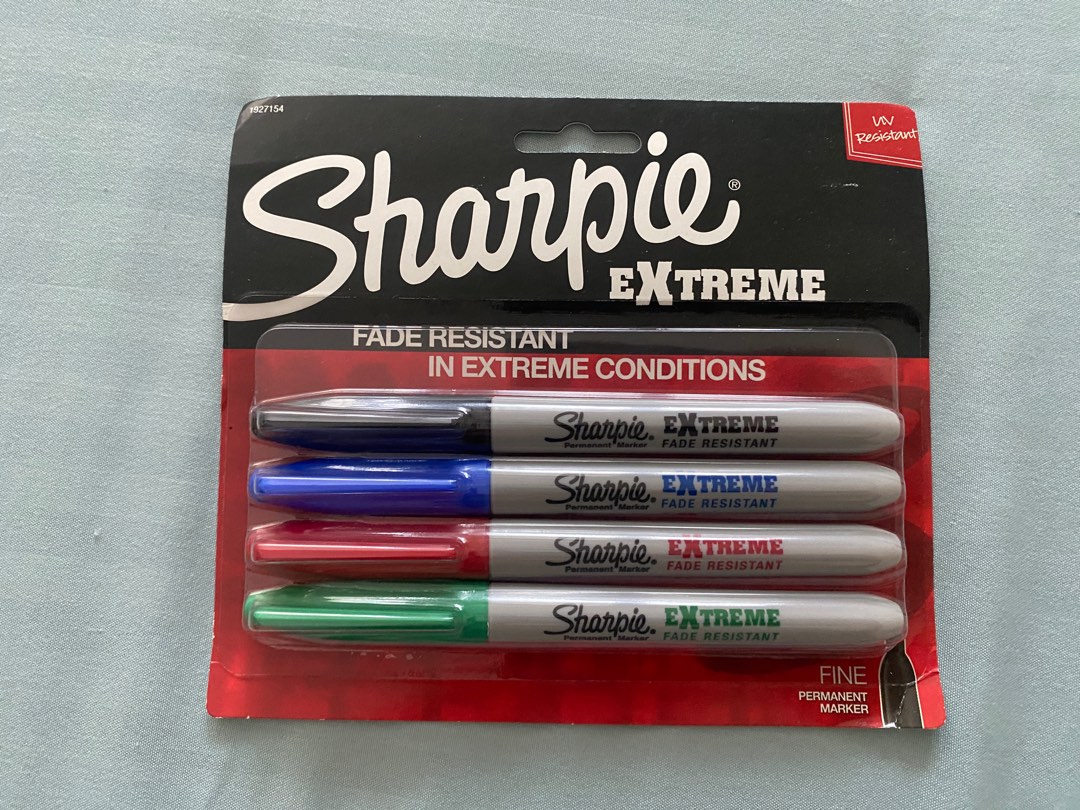 1927154
UV
Resistant
Sharpie®
EXTREME
FADE RESISTANT
IN EXTREME CONDITIONS
Sharpie. EXTREME
Permanent Marker FADE RESISTANT
Sharpie. EXTREME
Permanent Marker FADE RESISTANT
Sharpie. EXTREME
Permanent Marker FADE RESISTANT
Sharpie. EXTREME
Permanent Marker FADE RESISTANT
FINE
PERMANENT
MARKER